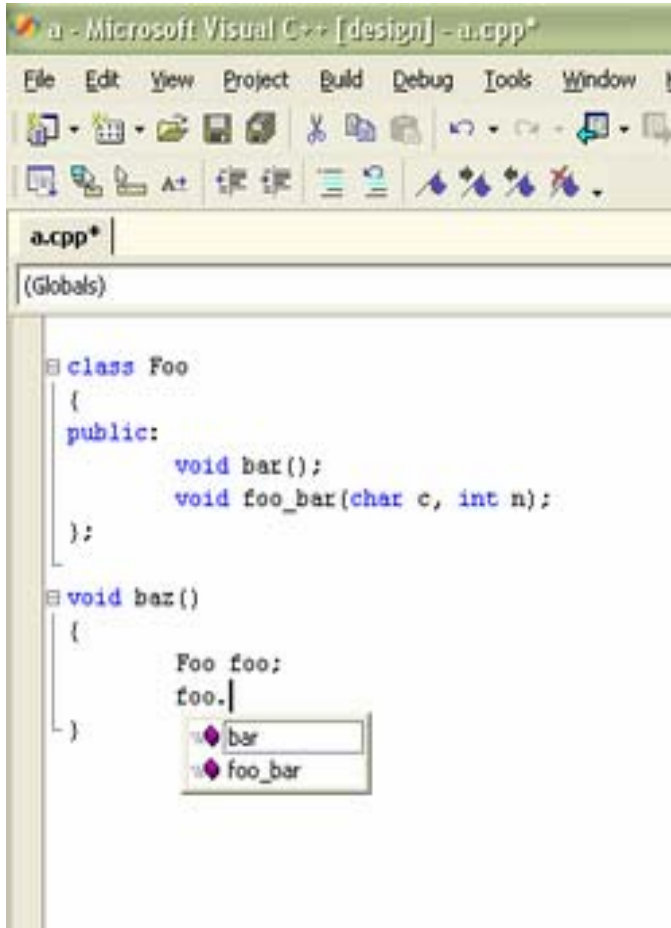 a - Microsoft Visual C++ [design] - a.cpp*
File Edit View Project Build Debug Tools Window
a.cpp*
(Globals)
class Foo
{
public:
void bar();
void foo_bar(char c, int n);
};
void baz()
{
Foo foo;
foo.
}
bar
foo_bar